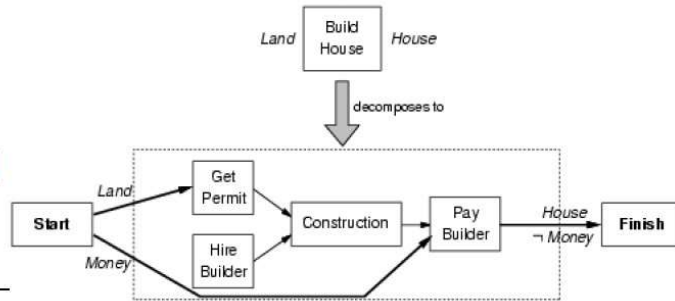 Build
House
Land
House
decomposes to
Land
Get
Permit
Start
Construction
Pay
Builder
House
¬ Money
Finish
Hire
Builder
Money